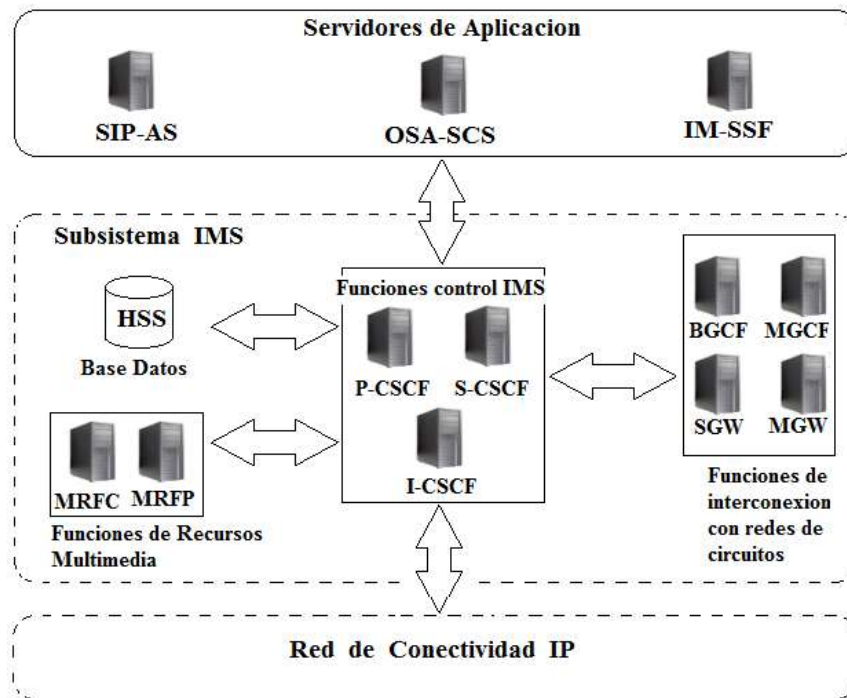 Servidores de Aplicacion
SIP-AS
OSA-SCS
IM-SSF
Subsistema IMS
HSS
Base Datos
Funciones control IMS
P-CSCF
S-CSCF
I-CSCF
BGCF
MGCF
SGW
MGW
Funciones de
interconexion
con redes de
circuitos
MRFC
MRFP
Funciones de Recursos
Multimedia
Red de Conectividad IP